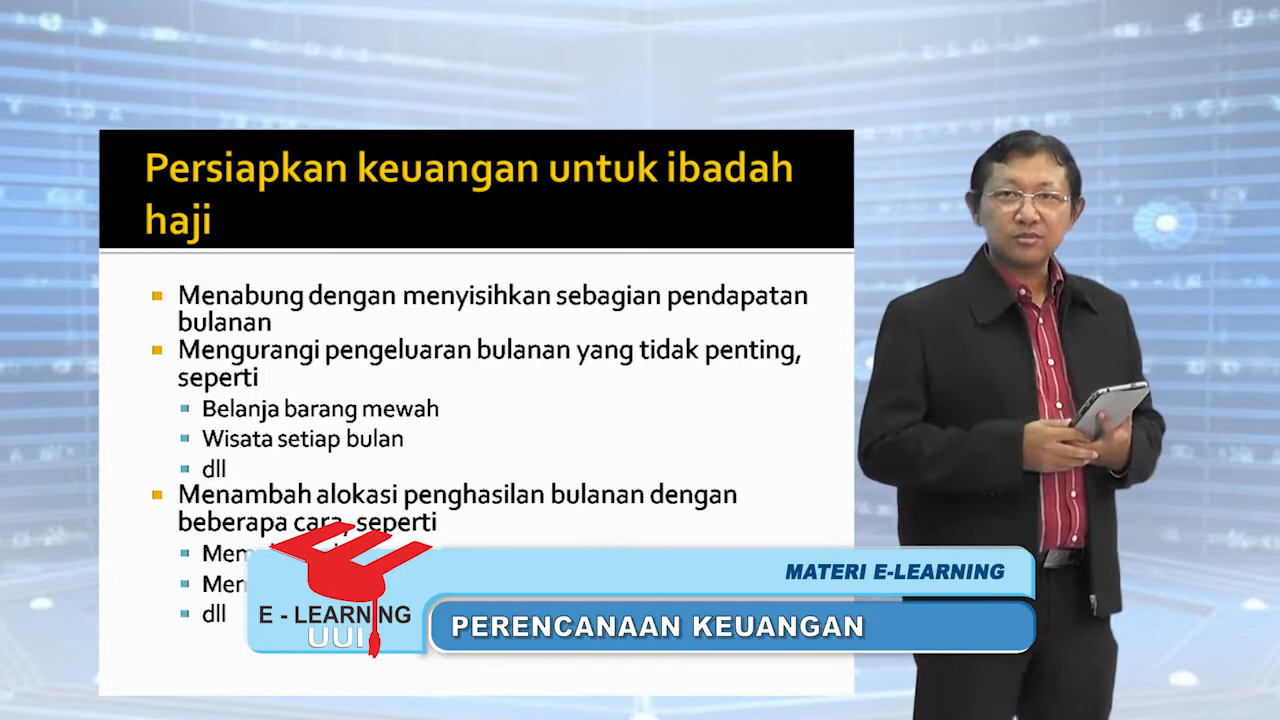 Persiapkan keuangan untuk ibadah
haji
Menabung dengan menyisihkan sebagian pendapatan
bulanan
Mengurangi pengeluaran bulanan yang tidak penting,
seperti
Belanja barang mewah
Wisata setiap bulan
dll
Menambah alokasi penghasilan bulanan dengan
beberapa cara, seperti
dll
MATERI E-LEARNING
E - LEARNING
UUI
PERENCANAAN KEUANGAN